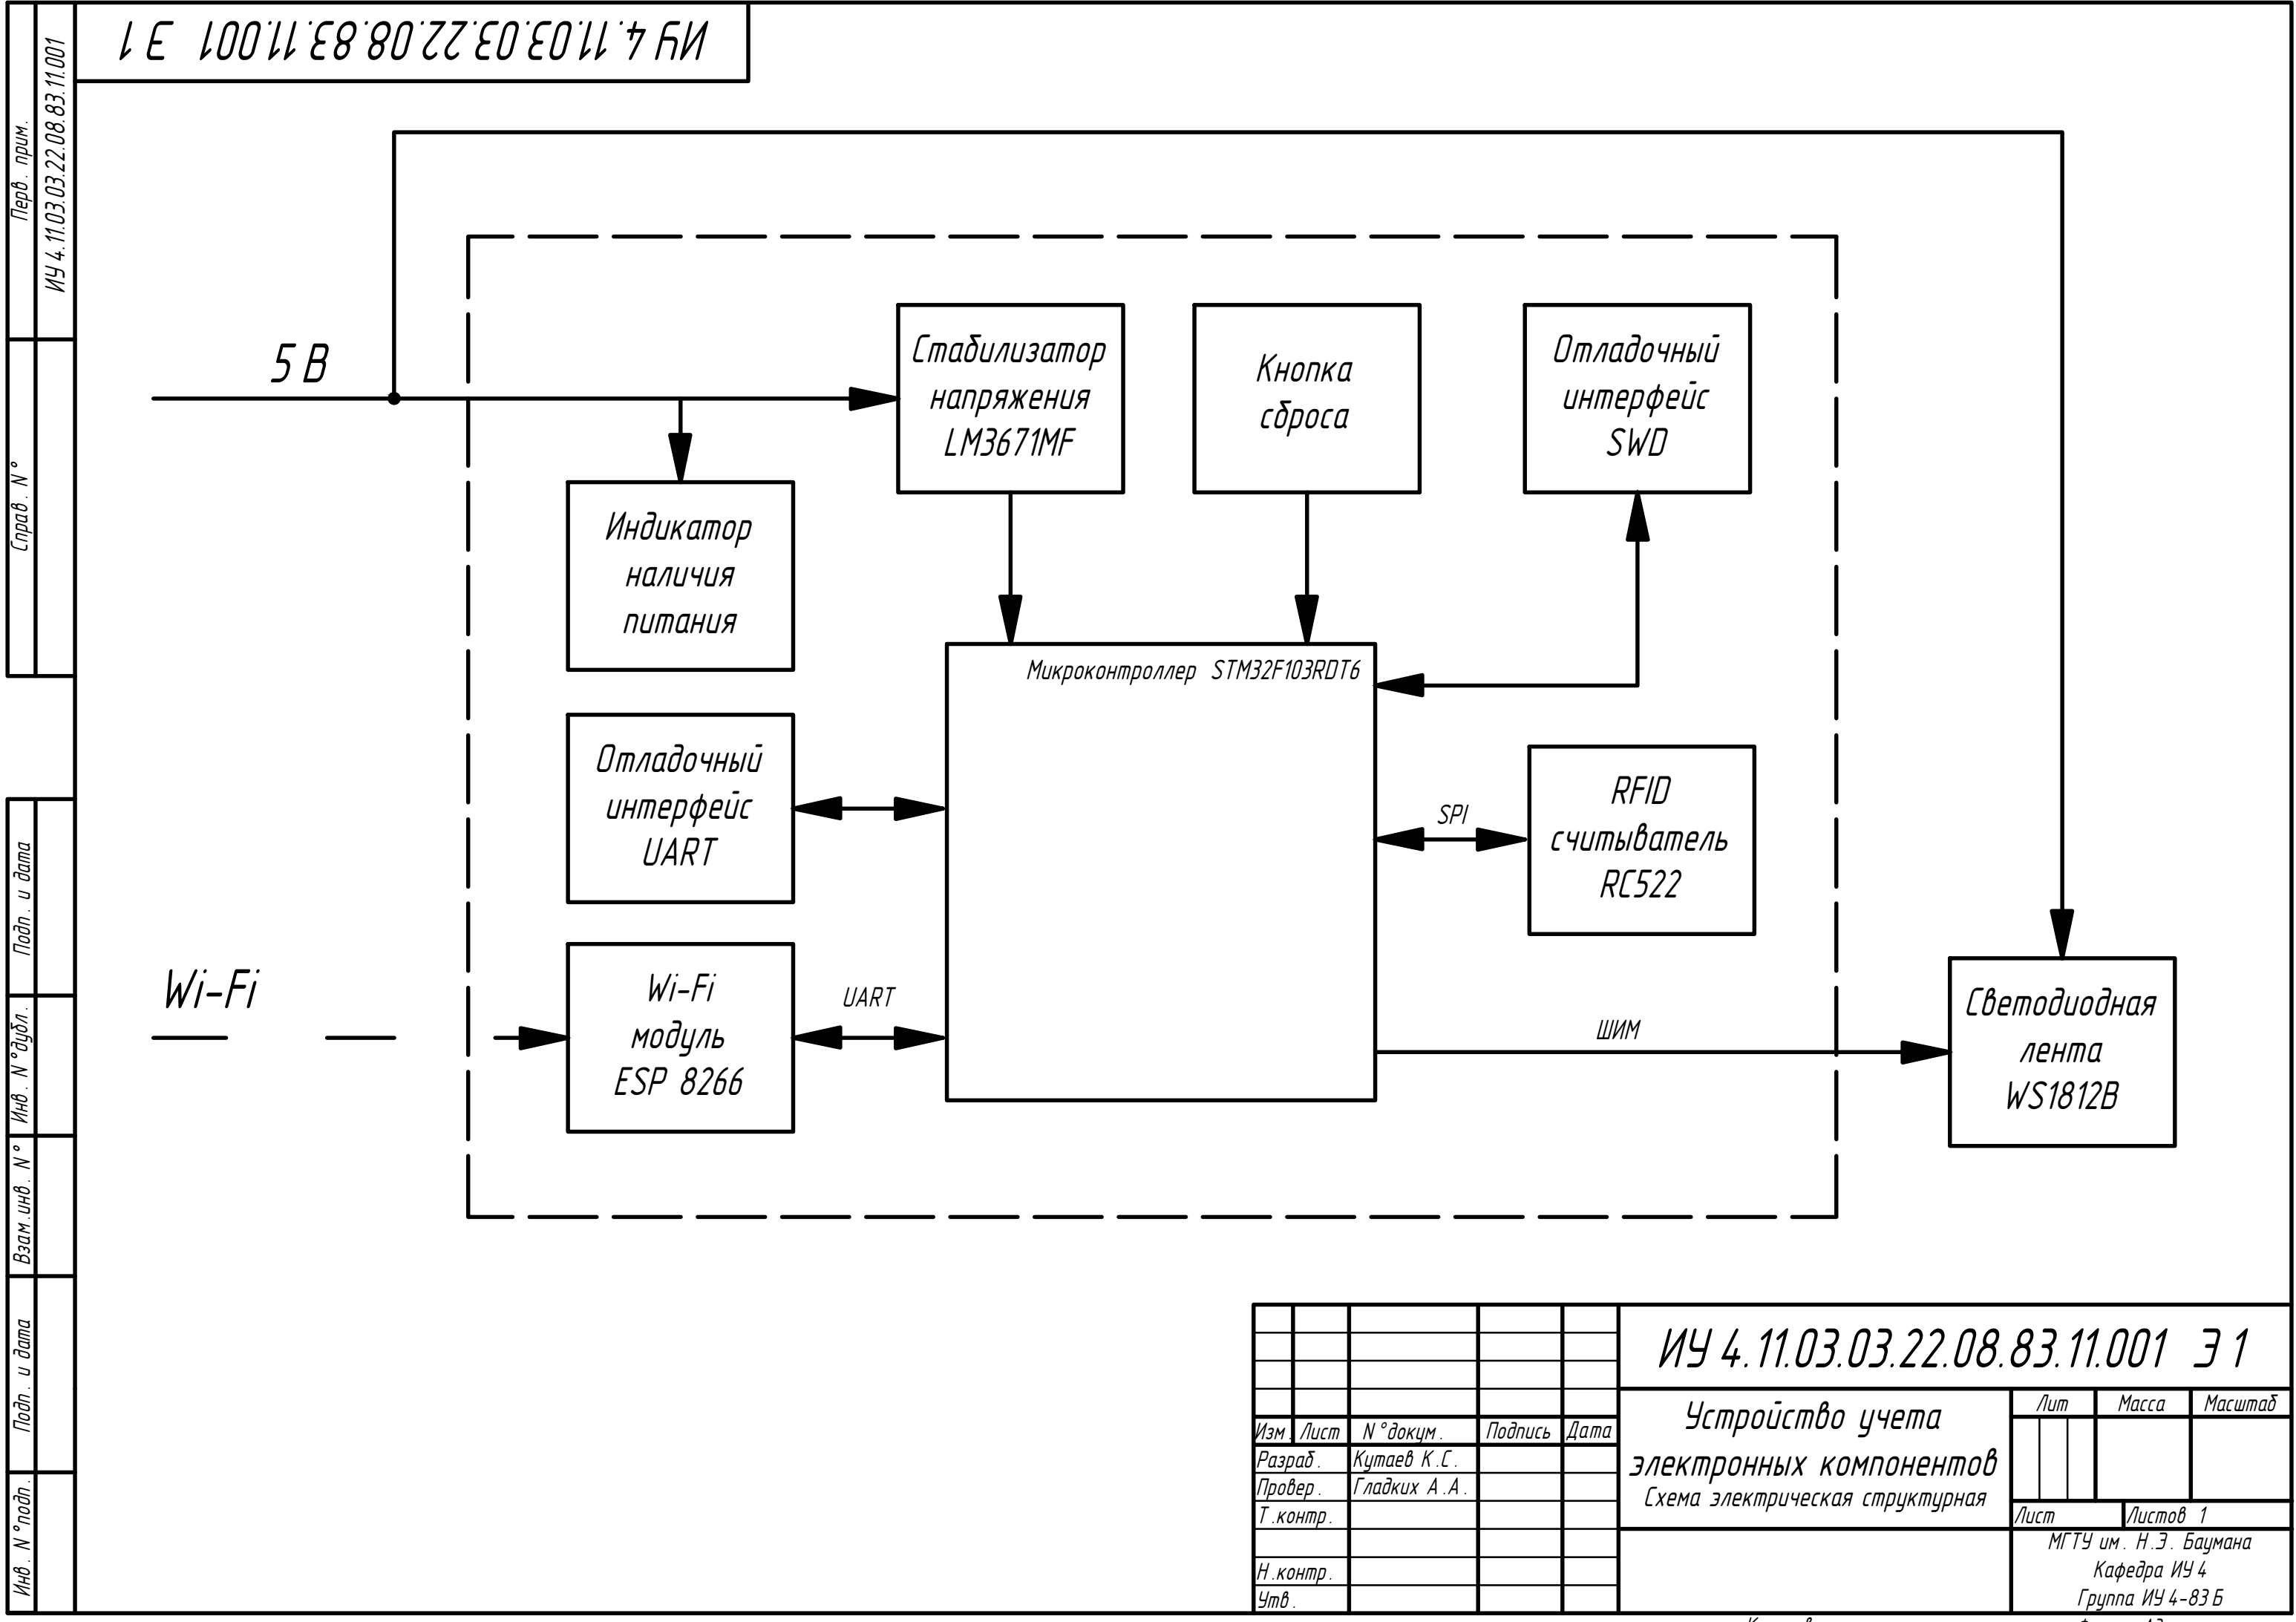 ИУ 4.11.03.03.22.08.83.11.001 Э 1
Перв. прим.
ИУ 4.11.03.03.22.08.83.11.001
Справ. N°
Подп. и дата
Инв. N°дубл.
Взам.инв. N°
Подп. и дата
Инв. N°подп.
5 В
Стабилизатор
напряжения
LM3671MF
Кнопка
сброса
Отладочный
интерфейс
SWD
Индикатор
наличия
питания
Микроконтроллер STM32F103RDT6
Отладочный
интерфейс
UART
SPI
RFID
считыватель
RC522
Wi-Fi
Wi-Fi
модуль
ESP 8266
UART
ШИМ
Светодиодная
лента
WS1812B
ИУ 4.11.03.03.22.08.83.11.001 Э 1
Изм. Лист N°докум. Подпись Дата
Разраб. Кутаев К.С.
Провер. Гладких А.А.
Т.контр.
Н.контр.
Утв.
Устройство учета
электронных компонентов
Схема электрическая структурная
Лит Масса Масштаб
Лист Листов 1
МГТУ им. Н.Э. Баумана
Кафедра ИУ 4
Группа ИУ 4-83 Б